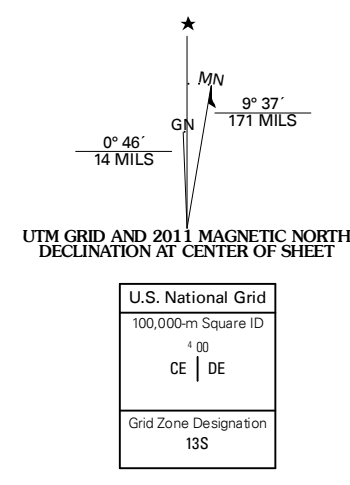 MN
9° 37´
171 MILS
GN
0° 46´
14 MILS
UTM GRID AND 2011 MAGNETIC NORTH
DECLINATION AT CENTER OF SHEET
U.S. National Grid
100,000-m Square ID
4 00
CE DE
Grid Zone Designation
13S